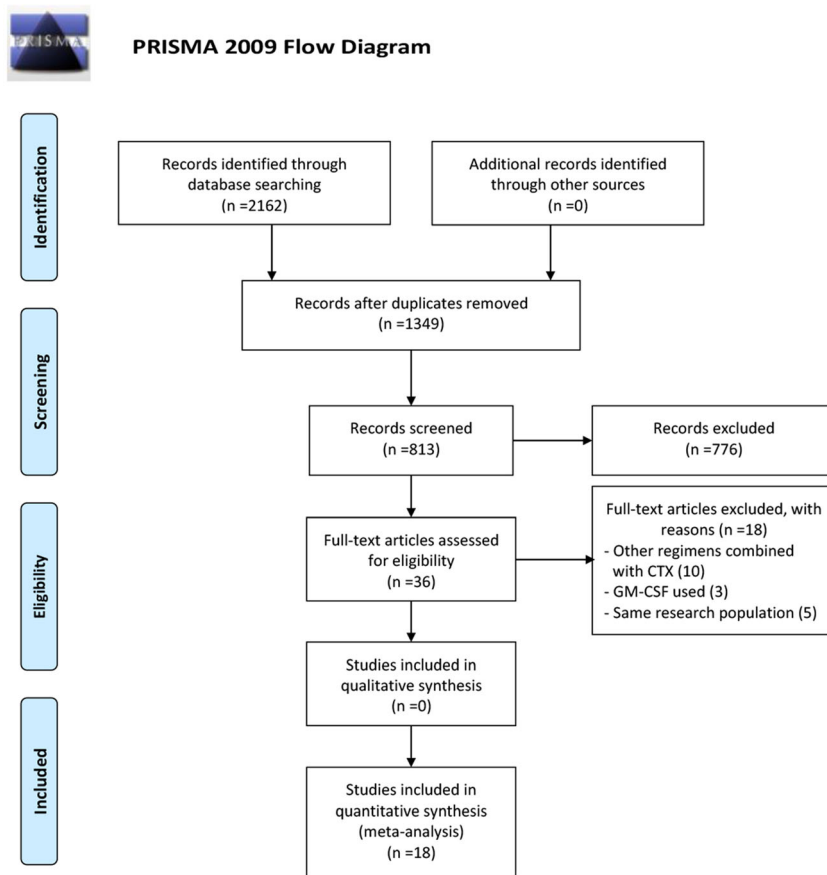 PRISMA
PRISMA 2009 Flow Diagram
Identification
Records identified through
database searching
(n =2162)
Additional records identified
through other sources
(n =0)
Records after duplicates removed
(n =1349)
Screening
Records screened
(n =813)
Records excluded
(n =776)
Eligibility
Full-text articles assessed
for eligibility
(n =36)
Full-text articles excluded, with
reasons (n =18)
- Other regimens combined
with CTX (10)
- GM-CSF used (3)
- Same research population (5)
Studies included in
qualitative synthesis
(n =0)
Included
Studies included in
quantitative synthesis
(meta-analysis)
(n =18)